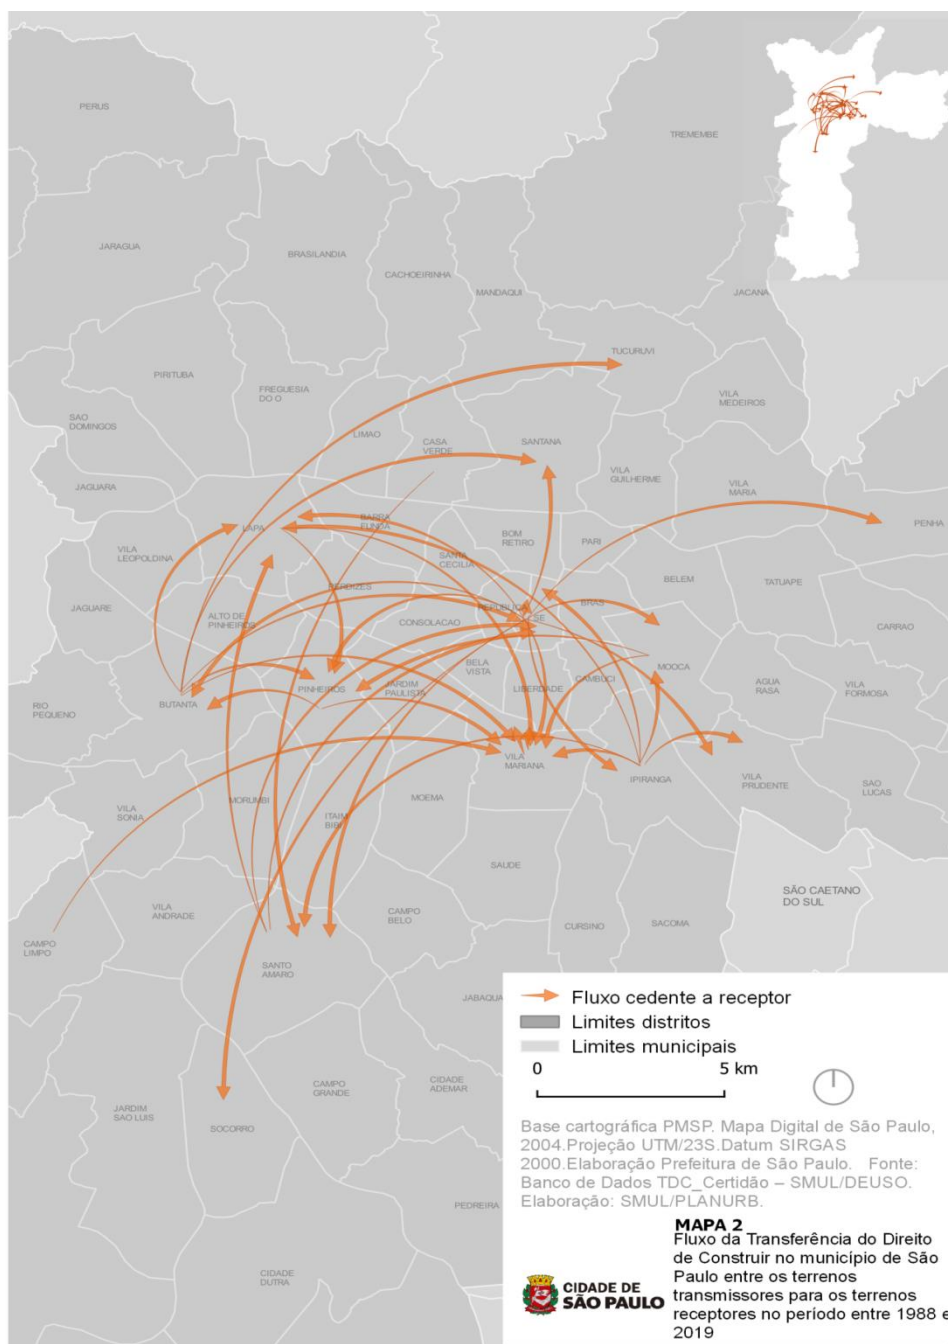 PERUS
TREMEMBE
JARAGUA
BRASILANDIA
CACHOEIRINHA
MANDAQUI
JACANA
TUCURUVI
PIRITUBA
FREGUESIA
DO O
VILA
MEDEIROS
SAO
DOMINGOS
LIMAO
CASA
VERDE
SANTANA
VILA
GUILHERME
JAGUARA
VILA
MARIA
BARRA
FUNDA
LAPA
PENHA
VILA
LEOPOLDINA
BOM
RETIRO
PARI
SANTA
CECILIA
BELEM
TATUAPE
PERDIZES
JAGUARE
ALTO DE
PINHEIROS
REPUBLICA
BRAS
SE
CONSOLACAO
CARRAO
BELA
VISTA
MOOCA
CAMBUCI
AGUA
RASA
VILA
FORMOSA
PINHEIROS
JARDIM
PAULISTA
LIBERDADE
RIO
PEQUENO
BUTANTA
VILA
MARIANA
IPIRANGA
VILA
PRUDENTE
SAO
LUCAS
MORUMBI
MOEMA
VILA
SONIA
ITAIM
BIBI
SAUDE
SÃO CAETANO
DO SUL
VILA
ANDRADE
CAMPO
BELO
CURSINO
SACOMA
CAMPO
LIMPO
SANTO
AMARO
JABAQUA
CIDADE
ADEMAR
CAMPO
GRANDE
JARDIM
SAO LUIS
SOCORRO
PEDREIRA
CIDADE
DUTRA
Fluxo cedente a receptor
Limites distritos
Limites municipais
0 5 km
Base cartográfica PMSP. Mapa Digital de São Paulo,
2004.Projeção UTM/23S.Datum SIRGAS
2000.Elaboração Prefeitura de São Paulo. Fonte:
Banco de Dados TDC_Certidão – SMUL/DEUSO.
Elaboração: SMUL/PLANURB.
MAPA 2
Fluxo da Transferência do Direito
de Construir no município de São
Paulo entre os terrenos
transmissores para os terrenos
receptores no período entre 1988 e
2019
CIDADE DE
SÃO PAULO